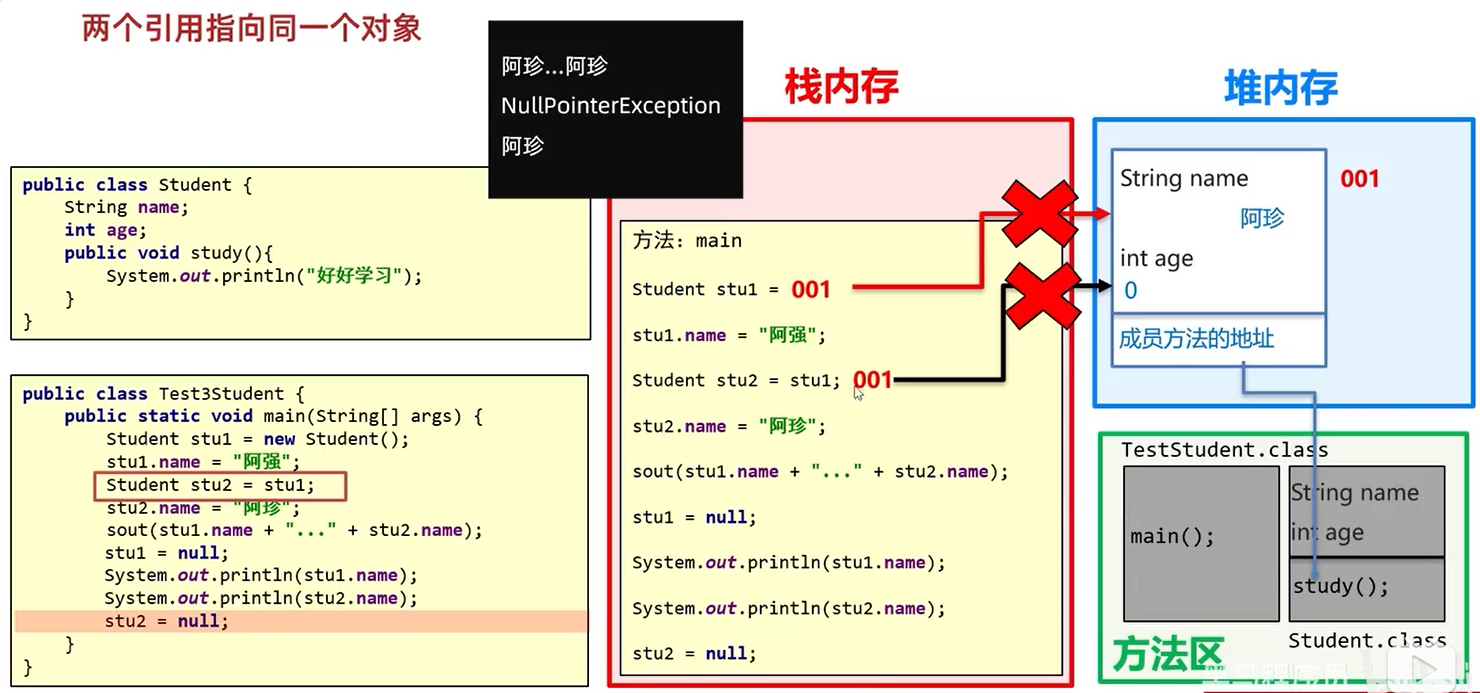 两个引用指向同一个对象
阿珍...阿珍
NullPointerException
阿珍
public class Student {
String name;
int age;
public void study(){
System.out.println("好好学习");
}
}
public class Test3Student {
public static void main(String[] args) {
Student stu1 = new Student();
stu1.name = "阿强";
Student stu2 = stu1;
stu2.name = "阿珍";
sout(stu1.name + "..." + stu2.name);
stu1 = null;
System.out.println(stu1.name);
System.out.println(stu2.name);
stu2 = null;
}
}
栈内存
方法：main
Student stu1 = 001
stu1.name = "阿强";
Student stu2 = stu1; 001
stu2.name = "阿珍";
sout(stu1.name + "..." + stu2.name);
stu1 = null;
System.out.println(stu1.name);
System.out.println(stu2.name);
stu2 = null;
堆内存
String name
001
阿珍
int age
0
成员方法的地址
TestStudent.class
main();
String name
int age
study();
Student.class
方法区